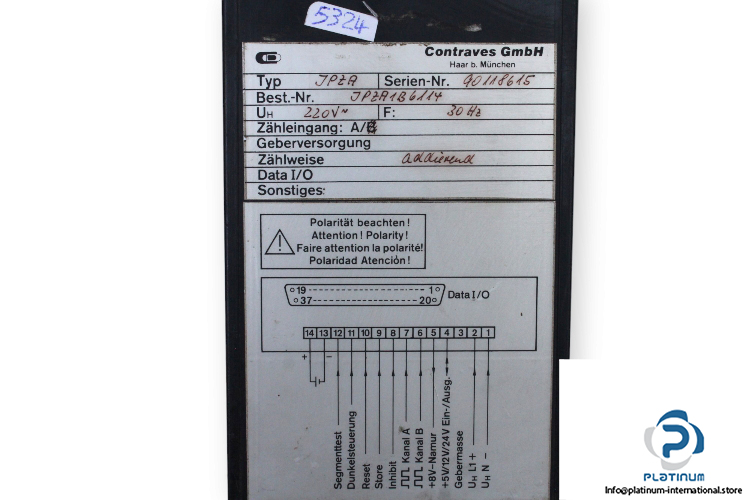 5324
Contraves GmbH
Haar b. München
Typ JPZA Serien-Nr. 90118615
Best.-Nr. JPZA1B6114
UH 220V~ F: 30 Hz
Zähleingang: A/B
Geberversorgung
Zählweise addierend
Data I/O
Sonstiges:
Polarität beachten!
Attention! Polarity!
Faire attention la polarité!
Polaridad Atención!
19 1
37 20
Data I/O
14 13 12 11 10 9 8 7 6 5 4 3 2 1
+ -
Segmenttest
Dunkelsteuerung
Reset
Store
Inhibit
Kanal A
Kanal B
+8V-Namur
+5V/12V/24V Ein-/Ausg.
Gebermasse
UH L1 +
UH N -
PLATINUM
INTERNATIONAL
Info@platinum-international.store